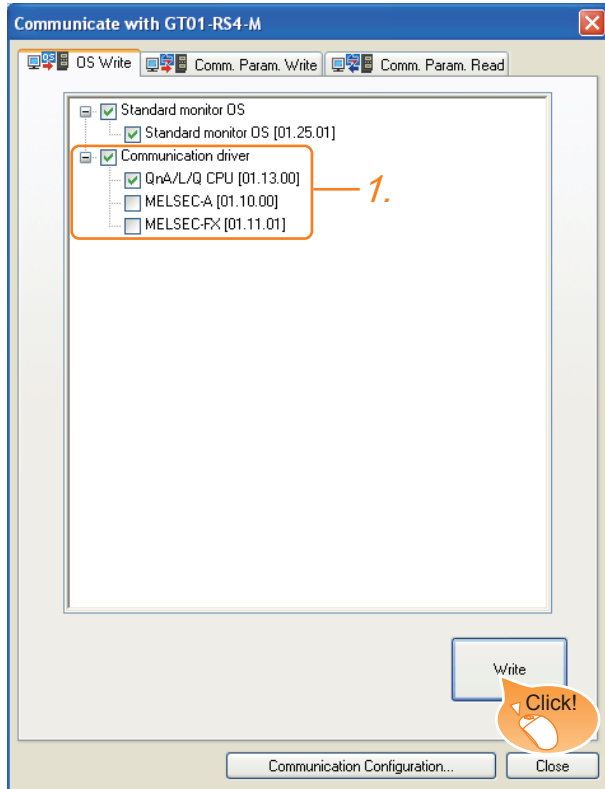 Communicate with GT01-RS4-M
OS Write
Comm. Param. Write
Comm. Param. Read
Standard monitor OS
Standard monitor OS [01.25.01]
Communication driver
QnA/L/Q CPU [01.13.00]
MELSEC-A [01.10.00]
MELSEC-FX [01.11.01]
1.
Write
Click!
Communication Configuration...
Close